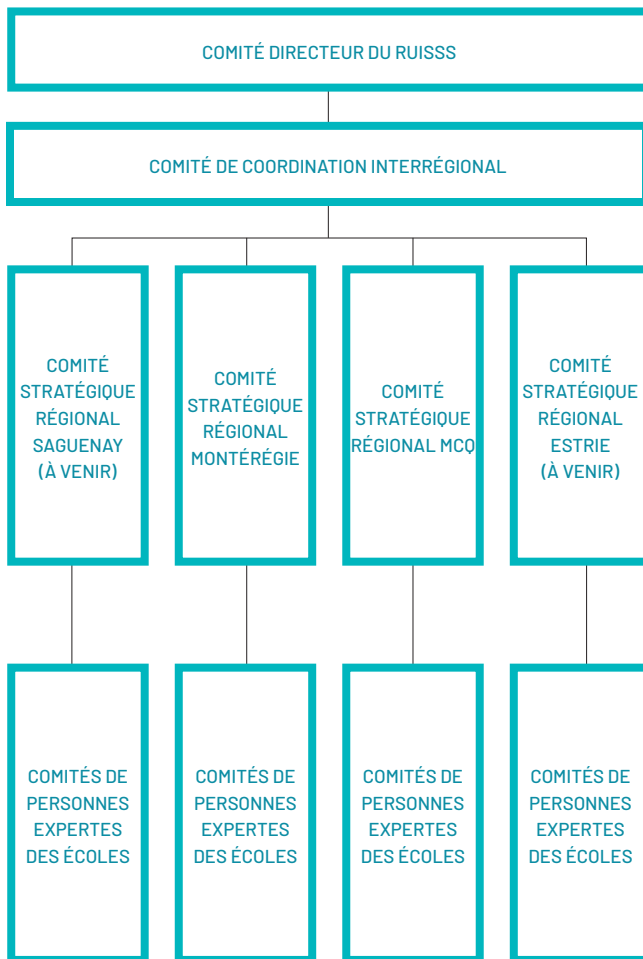 COMITÉ DIRECTEUR DU RUISSS
COMITÉ DE COORDINATION INTERRÉGIONAL
COMITÉ
STRATÉGIQUE
RÉGIONAL
SAGUENAY
(À VENIR)
COMITÉ
STRATÉGIQUE
RÉGIONAL
MONTÉRÉGIE
COMITÉ
STRATÉGIQUE
RÉGIONAL MCQ
COMITÉ
STRATÉGIQUE
RÉGIONAL
ESTRIE
(À VENIR)
COMITÉS DE
PERSONNES
EXPERTES
DES ÉCOLES
COMITÉS DE
PERSONNES
EXPERTES
DES ÉCOLES
COMITÉS DE
PERSONNES
EXPERTES
DES ÉCOLES
COMITÉS DE
PERSONNES
EXPERTES
DES ÉCOLES